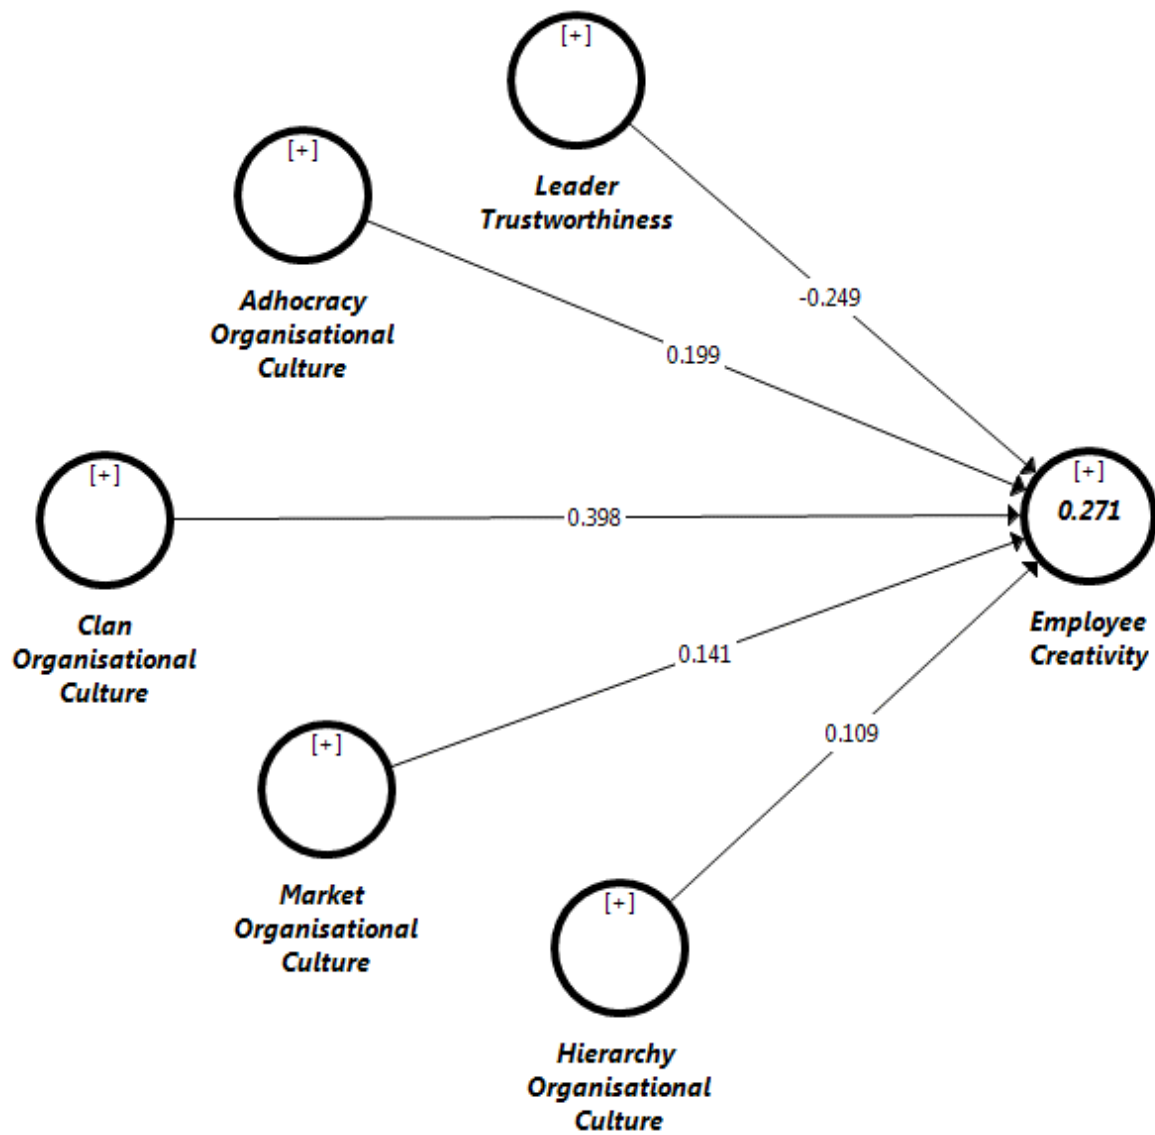 [+]
Leader
Trustworthiness
[+]
Adhocracy
Organisational
Culture
-0.249
0.199
[+]
Clan
Organisational
Culture
0.398
[+]
0.271
Employee
Creativity
0.141
[+]
Market
Organisational
Culture
0.109
[+]
Hierarchy
Organisational
Culture